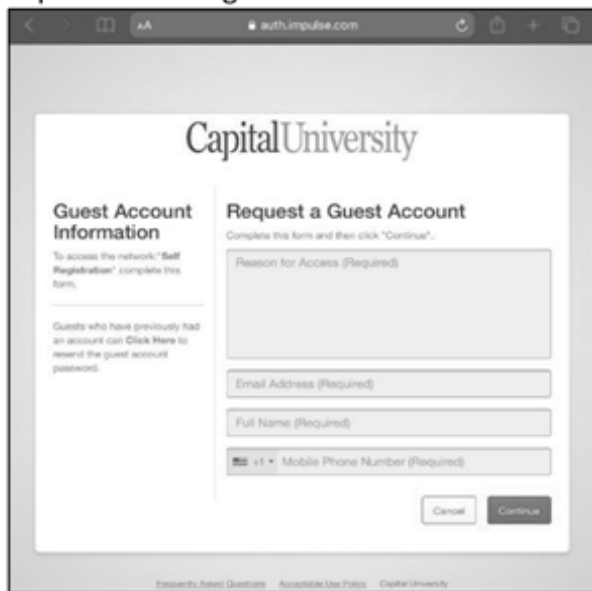 AA
auth.impulse.com
CapitalUniversity
Guest Account
Information
To access the network:"Self
Registration" complete this
form.
Guests who have previously had
an account can Click Here to
resend the guest account
password.
Request a Guest Account
Complete this form and then click "Continue".
Reason for Access (Required)
Email Address (Required)
Full Name (Required)
+1 Mobile Phone Number (Required)
Cancel Continue
Frequently Asked Questions Acceptable Use Policy Capital University